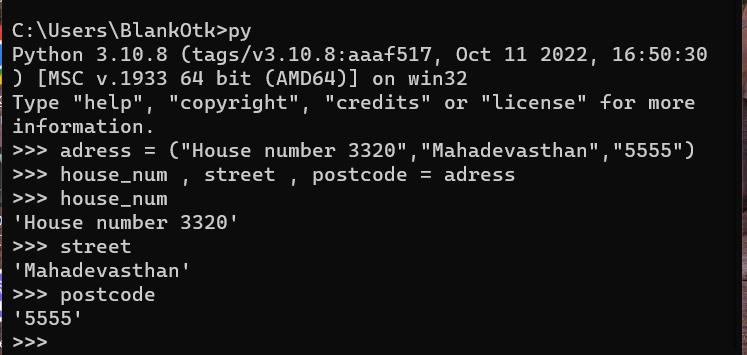 C:\Users\BlankOtk>py
Python 3.10.8 (tags/v3.10.8:aaaf517, Oct 11 2022, 16:50:30
) [MSC v.1933 64 bit (AMD64)] on win32
Type "help", "copyright", "credits" or "license" for more
information.
>>> adress = ("House number 3320","Mahadevasthan","5555")
>>> house_num , street , postcode = adress
>>> house_num
'House number 3320'
>>> street
'Mahadevasthan'
>>> postcode
'5555'
>>>